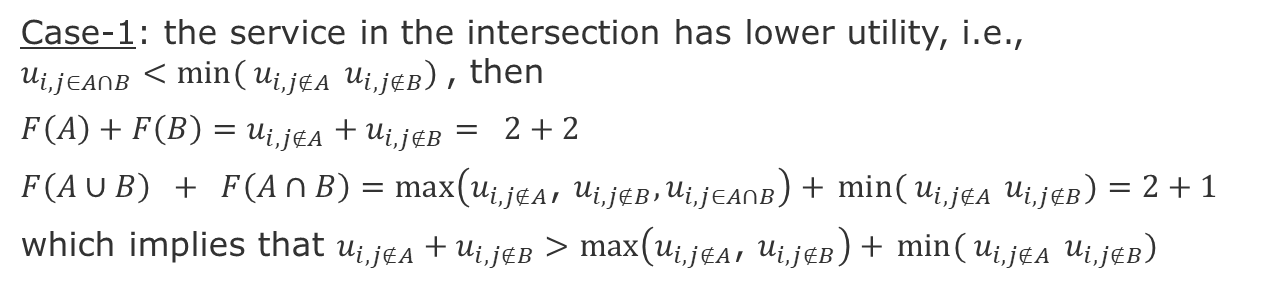 Case-1: the service in the intersection has lower utility, i.e.,
u_{i,j∈A∩B} < min( u_{i,j∉A} u_{i,j∉B}) , then
F(A) + F(B) = u_{i,j∉A} + u_{i,j∉B} = 2 + 2
F(A ∪ B) + F(A ∩ B) = max(u_{i,j∉A}, u_{i,j∉B}, u_{i,j∈A∩B}) + min( u_{i,j∉A} u_{i,j∉B}) = 2 + 1
which implies that u_{i,j∉A} + u_{i,j∉B} > max(u_{i,j∉A}, u_{i,j∉B}) + min( u_{i,j∉A} u_{i,j∉B})